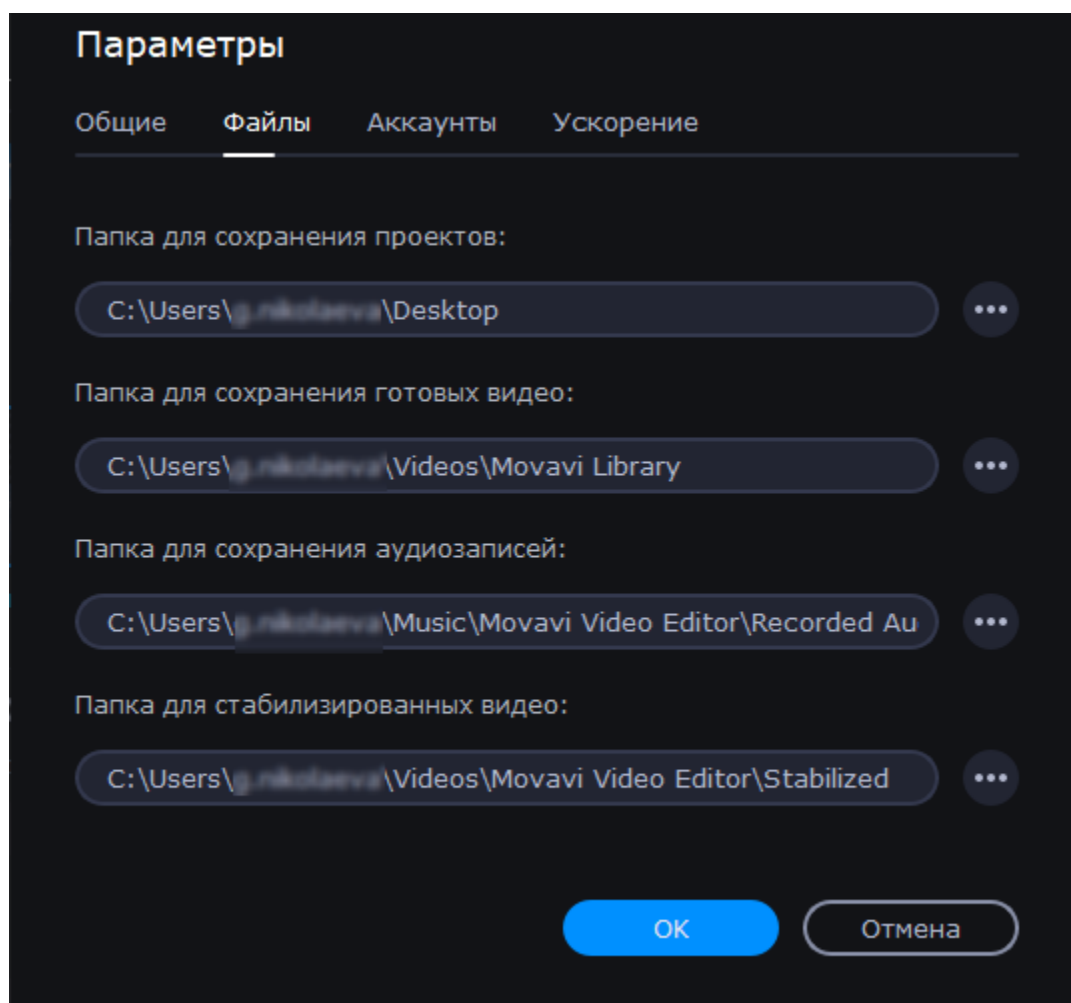 Параметры
Общие Файлы Аккаунты Ускорение
Папка для сохранения проектов:
C:\Users\ \Desktop
Папка для сохранения готовых видео:
C:\Users\ \Videos\Movavi Library
Папка для сохранения аудиозаписей:
C:\Users\ \Music\Movavi Video Editor\Recorded Au
Папка для стабилизированных видео:
C:\Users\ \Videos\Movavi Video Editor\Stabilized
OK Отмена